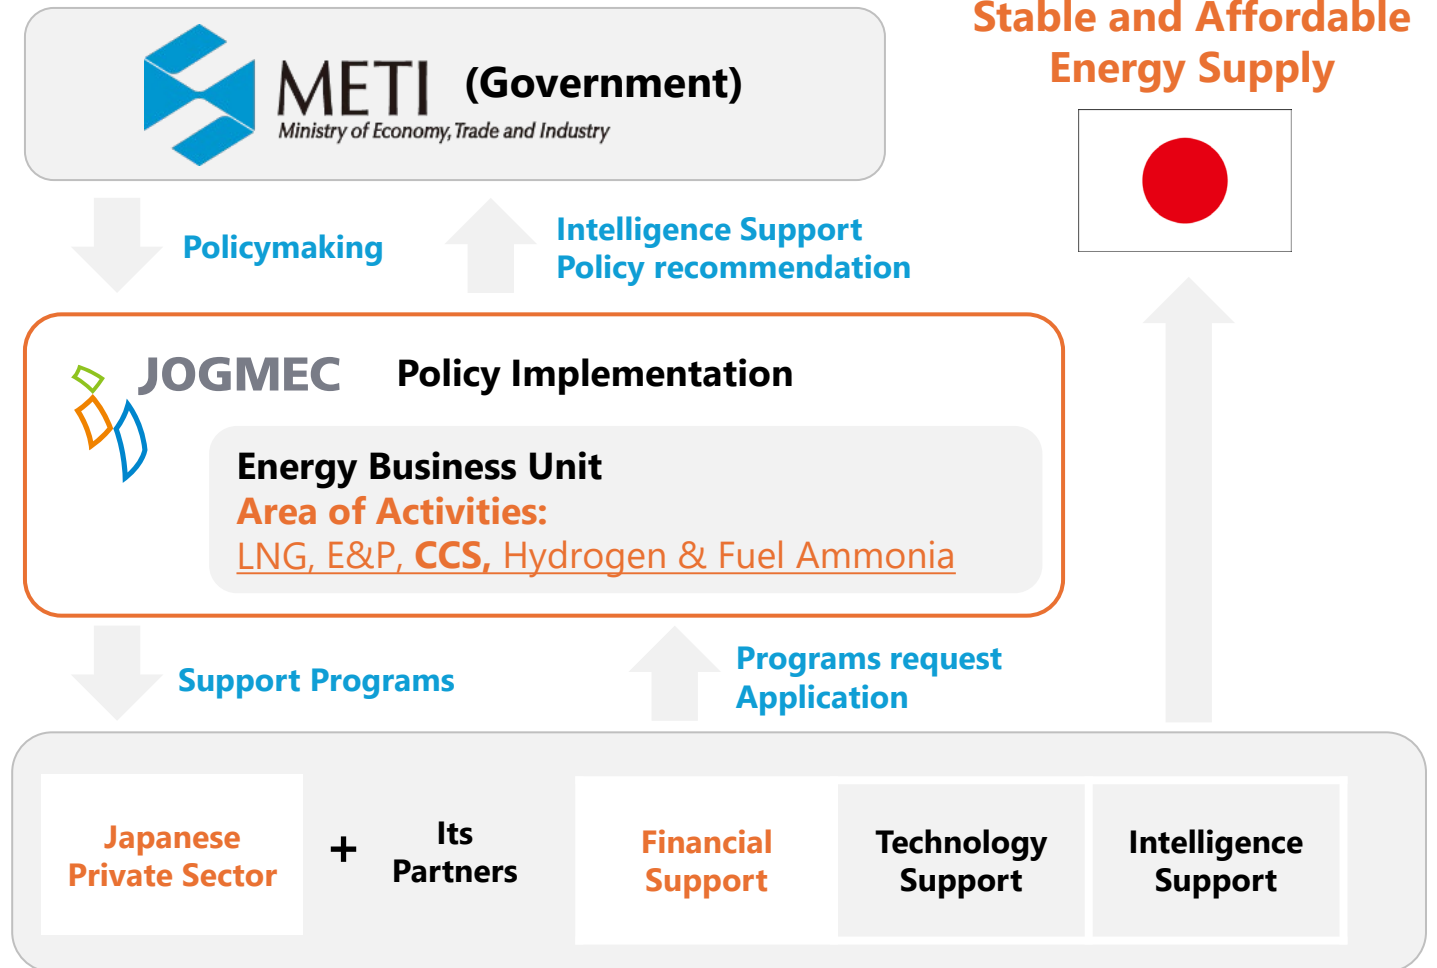 METI (Government)
Ministry of Economy, Trade and Industry
Stable and Affordable
Energy Supply
Policymaking
Intelligence Support
Policy recommendation
JOGMEC Policy Implementation
Energy Business Unit
Area of Activities:
LNG, E&P, CCS, Hydrogen & Fuel Ammonia
Support Programs
Programs request
Application
Japanese
Private Sector
+
Its
Partners
Financial
Support
Technology
Support
Intelligence
Support